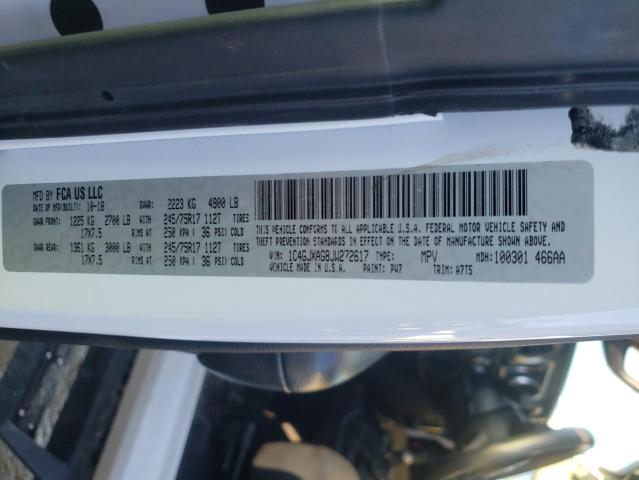 MFD BY FCA US LLC
DATE OF MFR(BUILT): 10-18 GVWR: 2223 KG 4900 LB
GAWR FRONT: 1225 KG 2700 LB WITH 245/75R17 112T TIRES
17X7.5 RIMS AT 250 KPA ( 36 PSI) COLD
GAWR REAR: 1361 KG 3000 LB WITH 245/75R17 112T TIRES
17X7.5 RIMS AT 250 KPA ( 36 PSI) COLD
THIS VEHICLE CONFORMS TO ALL APPLICABLE U.S.A. FEDERAL MOTOR VEHICLE SAFETY AND
THEFT PREVENTION STANDARDS IN EFFECT ON THE DATE OF MANUFACTURE SHOWN ABOVE.
VIN: 1C4GJXAG8JW272617 TYPE: MPV MDH: 100301 466AA
VEHICLE MADE IN U.S.A. PAINT: PW7 TRIM: A7T5